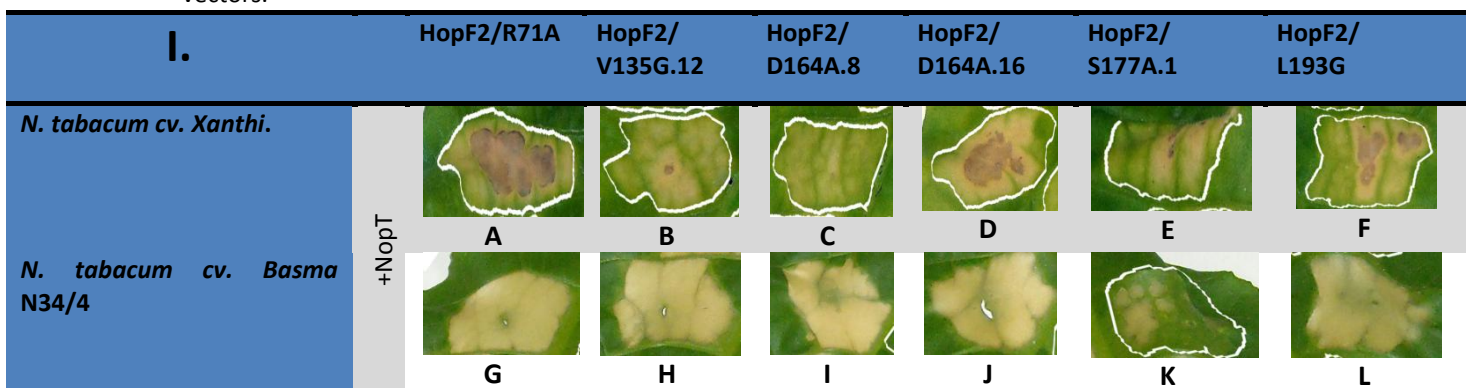 vectors.
I. HopF2/R71A HopF2/ HopF2/ HopF2/ HopF2/ HopF2/
V135G.12 D164A.8 D164A.16 S177A.1 L193G
N. tabacum cv. Xanthi.
+NopT
A B C D E F
N. tabacum cv. Basma
N34/4
G H I J K L